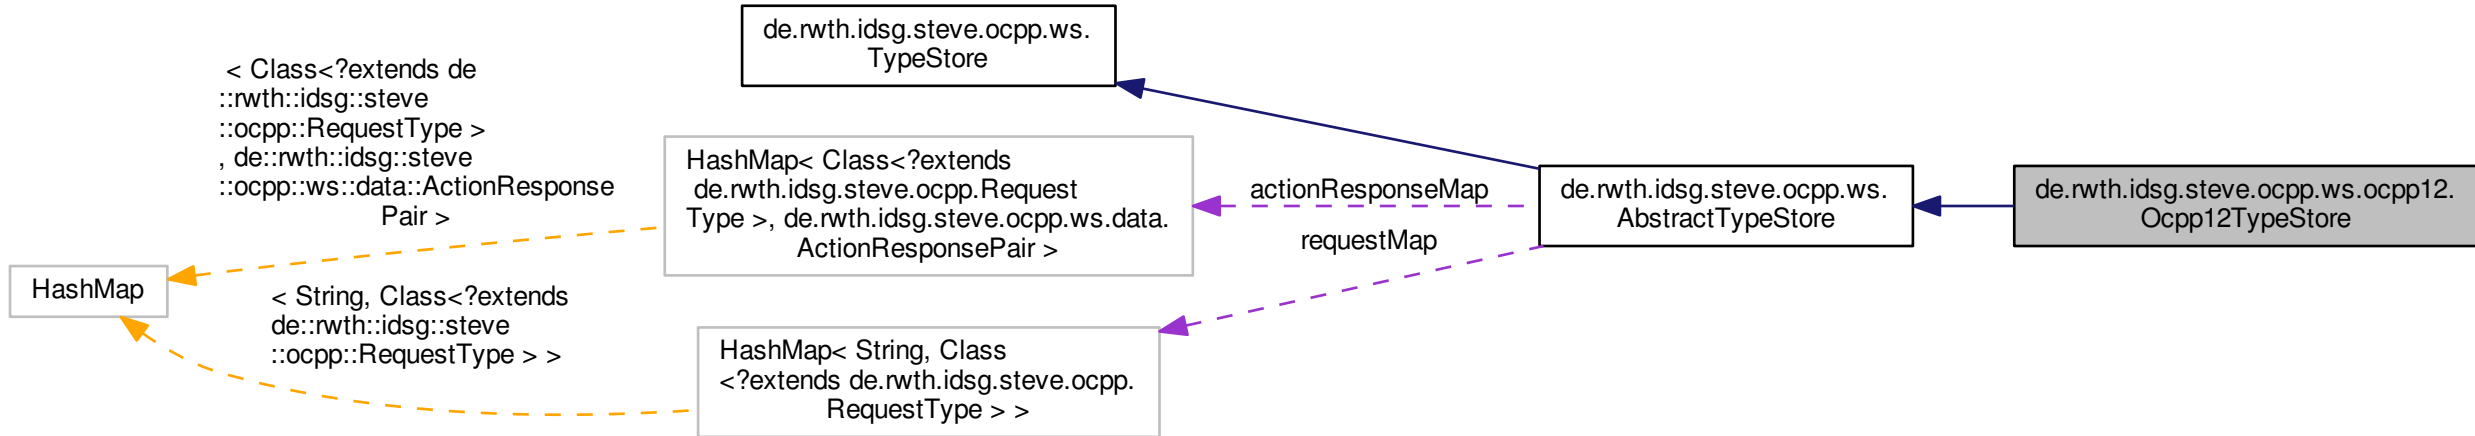 de.rwth.idsg.steve.ocpp.ws.
TypeStore
< Class<?extends de
::rwth::idsg::steve
::ocpp::RequestType >
, de::rwth::idsg::steve
::ocpp::ws::data::ActionResponse
Pair >
HashMap< Class<?extends
de.rwth.idsg.steve.ocpp.Request
Type >, de.rwth.idsg.steve.ocpp.ws.data.
ActionResponsePair >
actionResponseMap
requestMap
de.rwth.idsg.steve.ocpp.ws.
AbstractTypeStore
de.rwth.idsg.steve.ocpp.ws.ocpp12.
Ocpp12TypeStore
HashMap
< String, Class<?extends
de::rwth::idsg::steve
::ocpp::RequestType > >
HashMap< String, Class
<?extends de.rwth.idsg.steve.ocpp.
RequestType > >